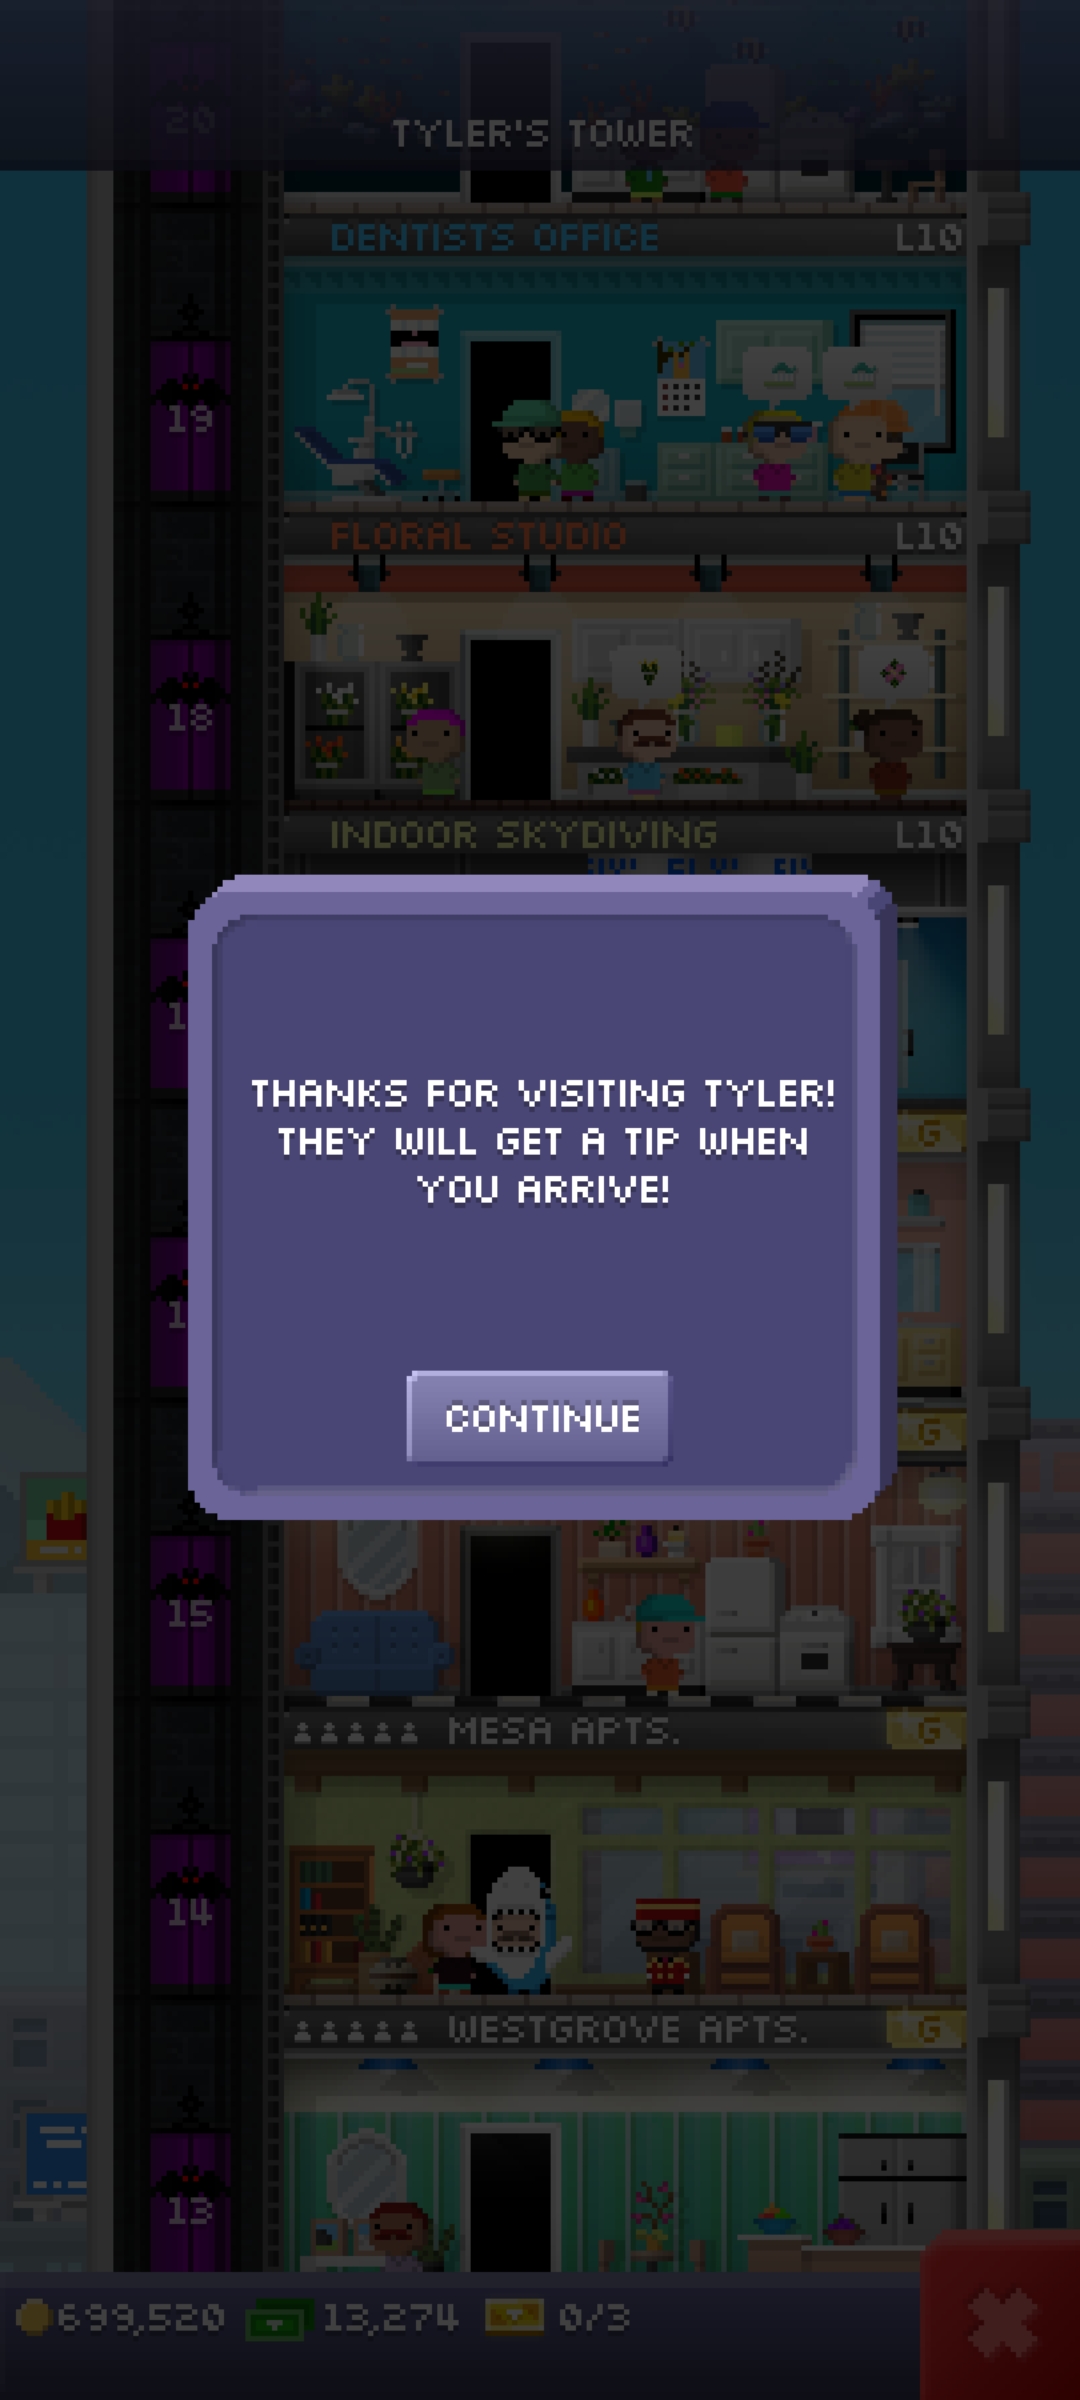 20
TYLER'S TOWER
DENTISTS OFFICE L10
19
FLORAL STUDIO L10
18
INDOOR SKYDIVING L10
THANKS FOR VISITING TYLER!
THEY WILL GET A TIP WHEN
YOU ARRIVE!
G
G
CONTINUE
15
MESA APTS. G
14
WESTGROVE APTS. G
13
699,520 13,274 0/3